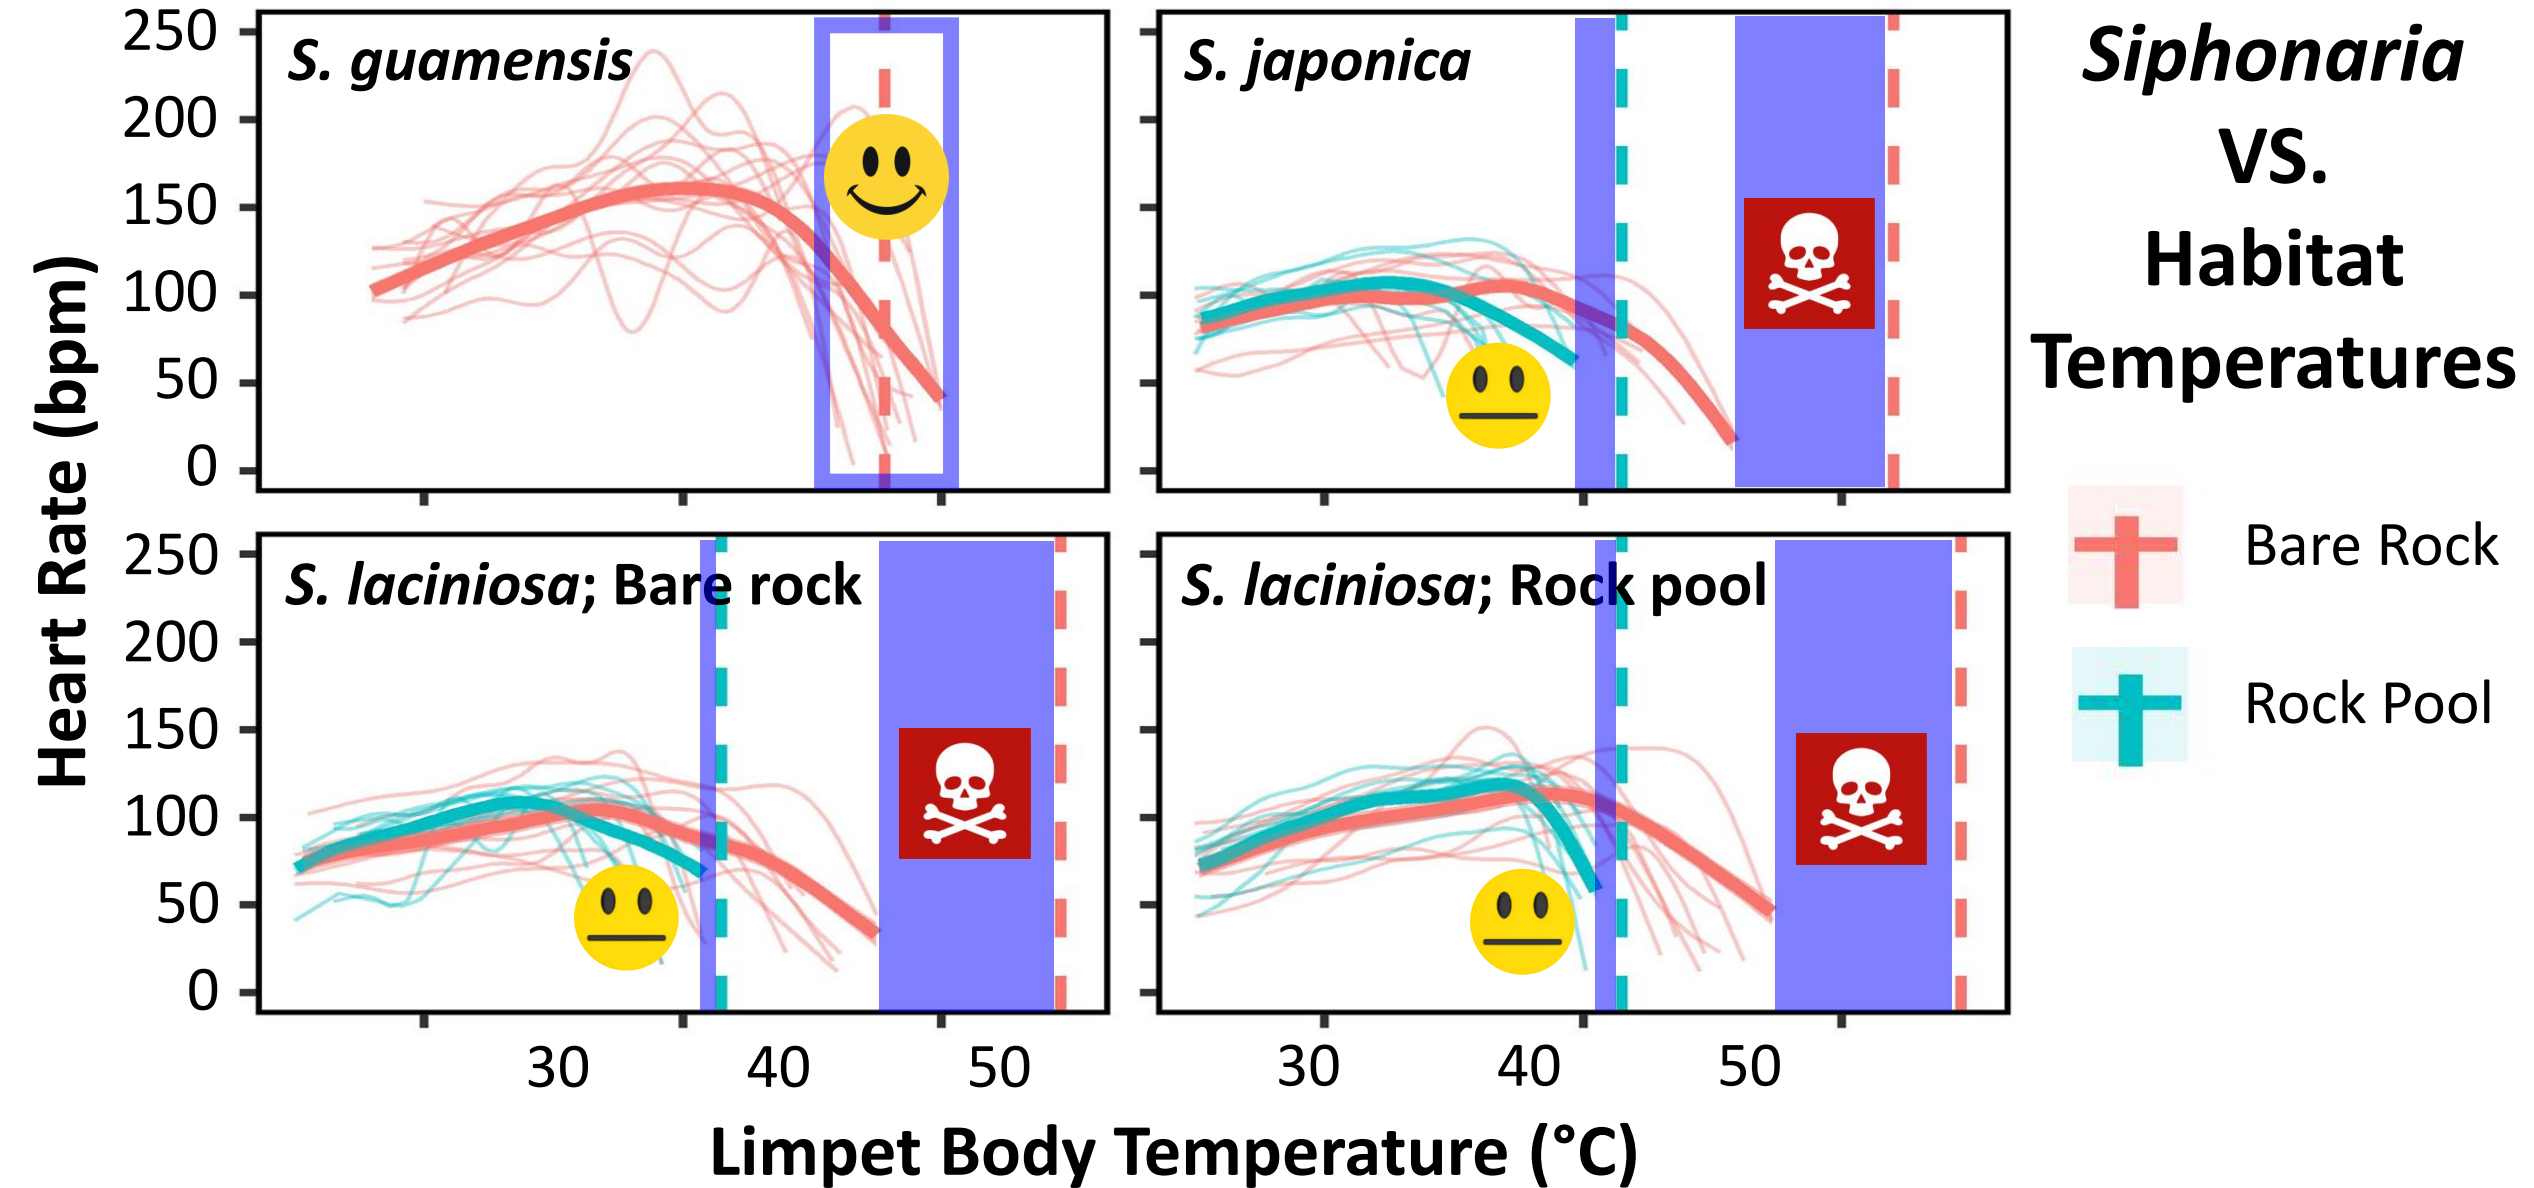 S. guamensis
S. japonica
250
200
150
100
50
0
S. laciniosa; Bare rock
S. laciniosa; Rock pool
250
200
150
100
50
0
Heart Rate (bpm)
30 40 50
30 40 50
Limpet Body Temperature (°C)
Siphonaria
VS.
Habitat
Temperatures
Bare Rock
Rock Pool